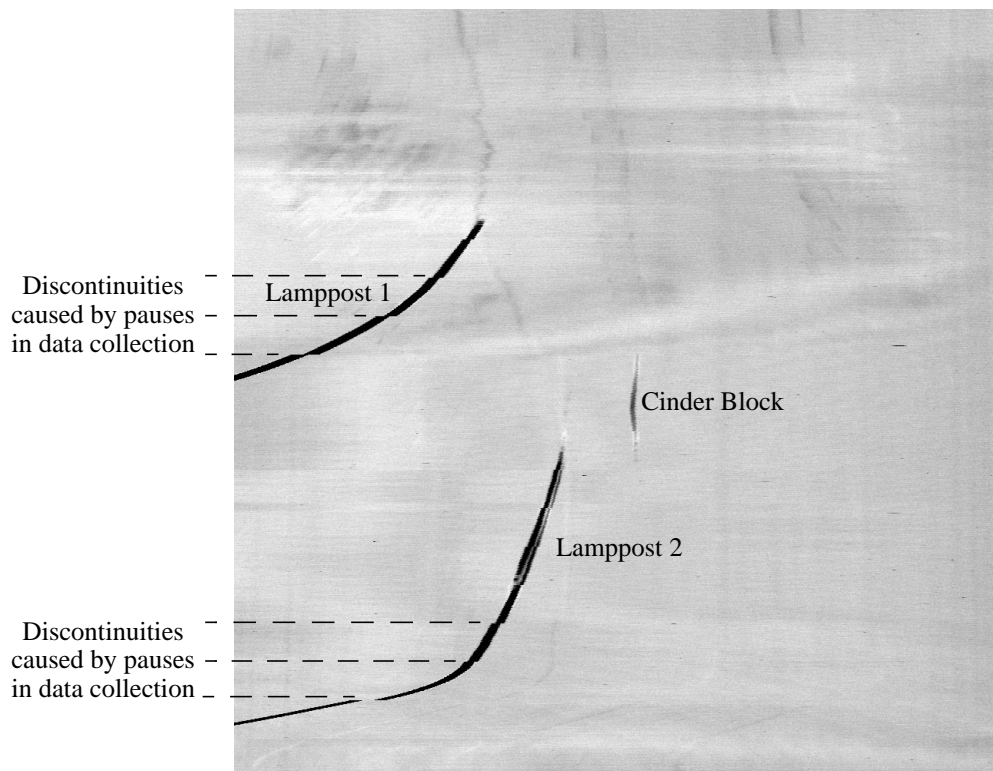 Discontinuities
caused by pauses
in data collection
Lamppost 1
Cinder Block
Lamppost 2
Discontinuities
caused by pauses
in data collection